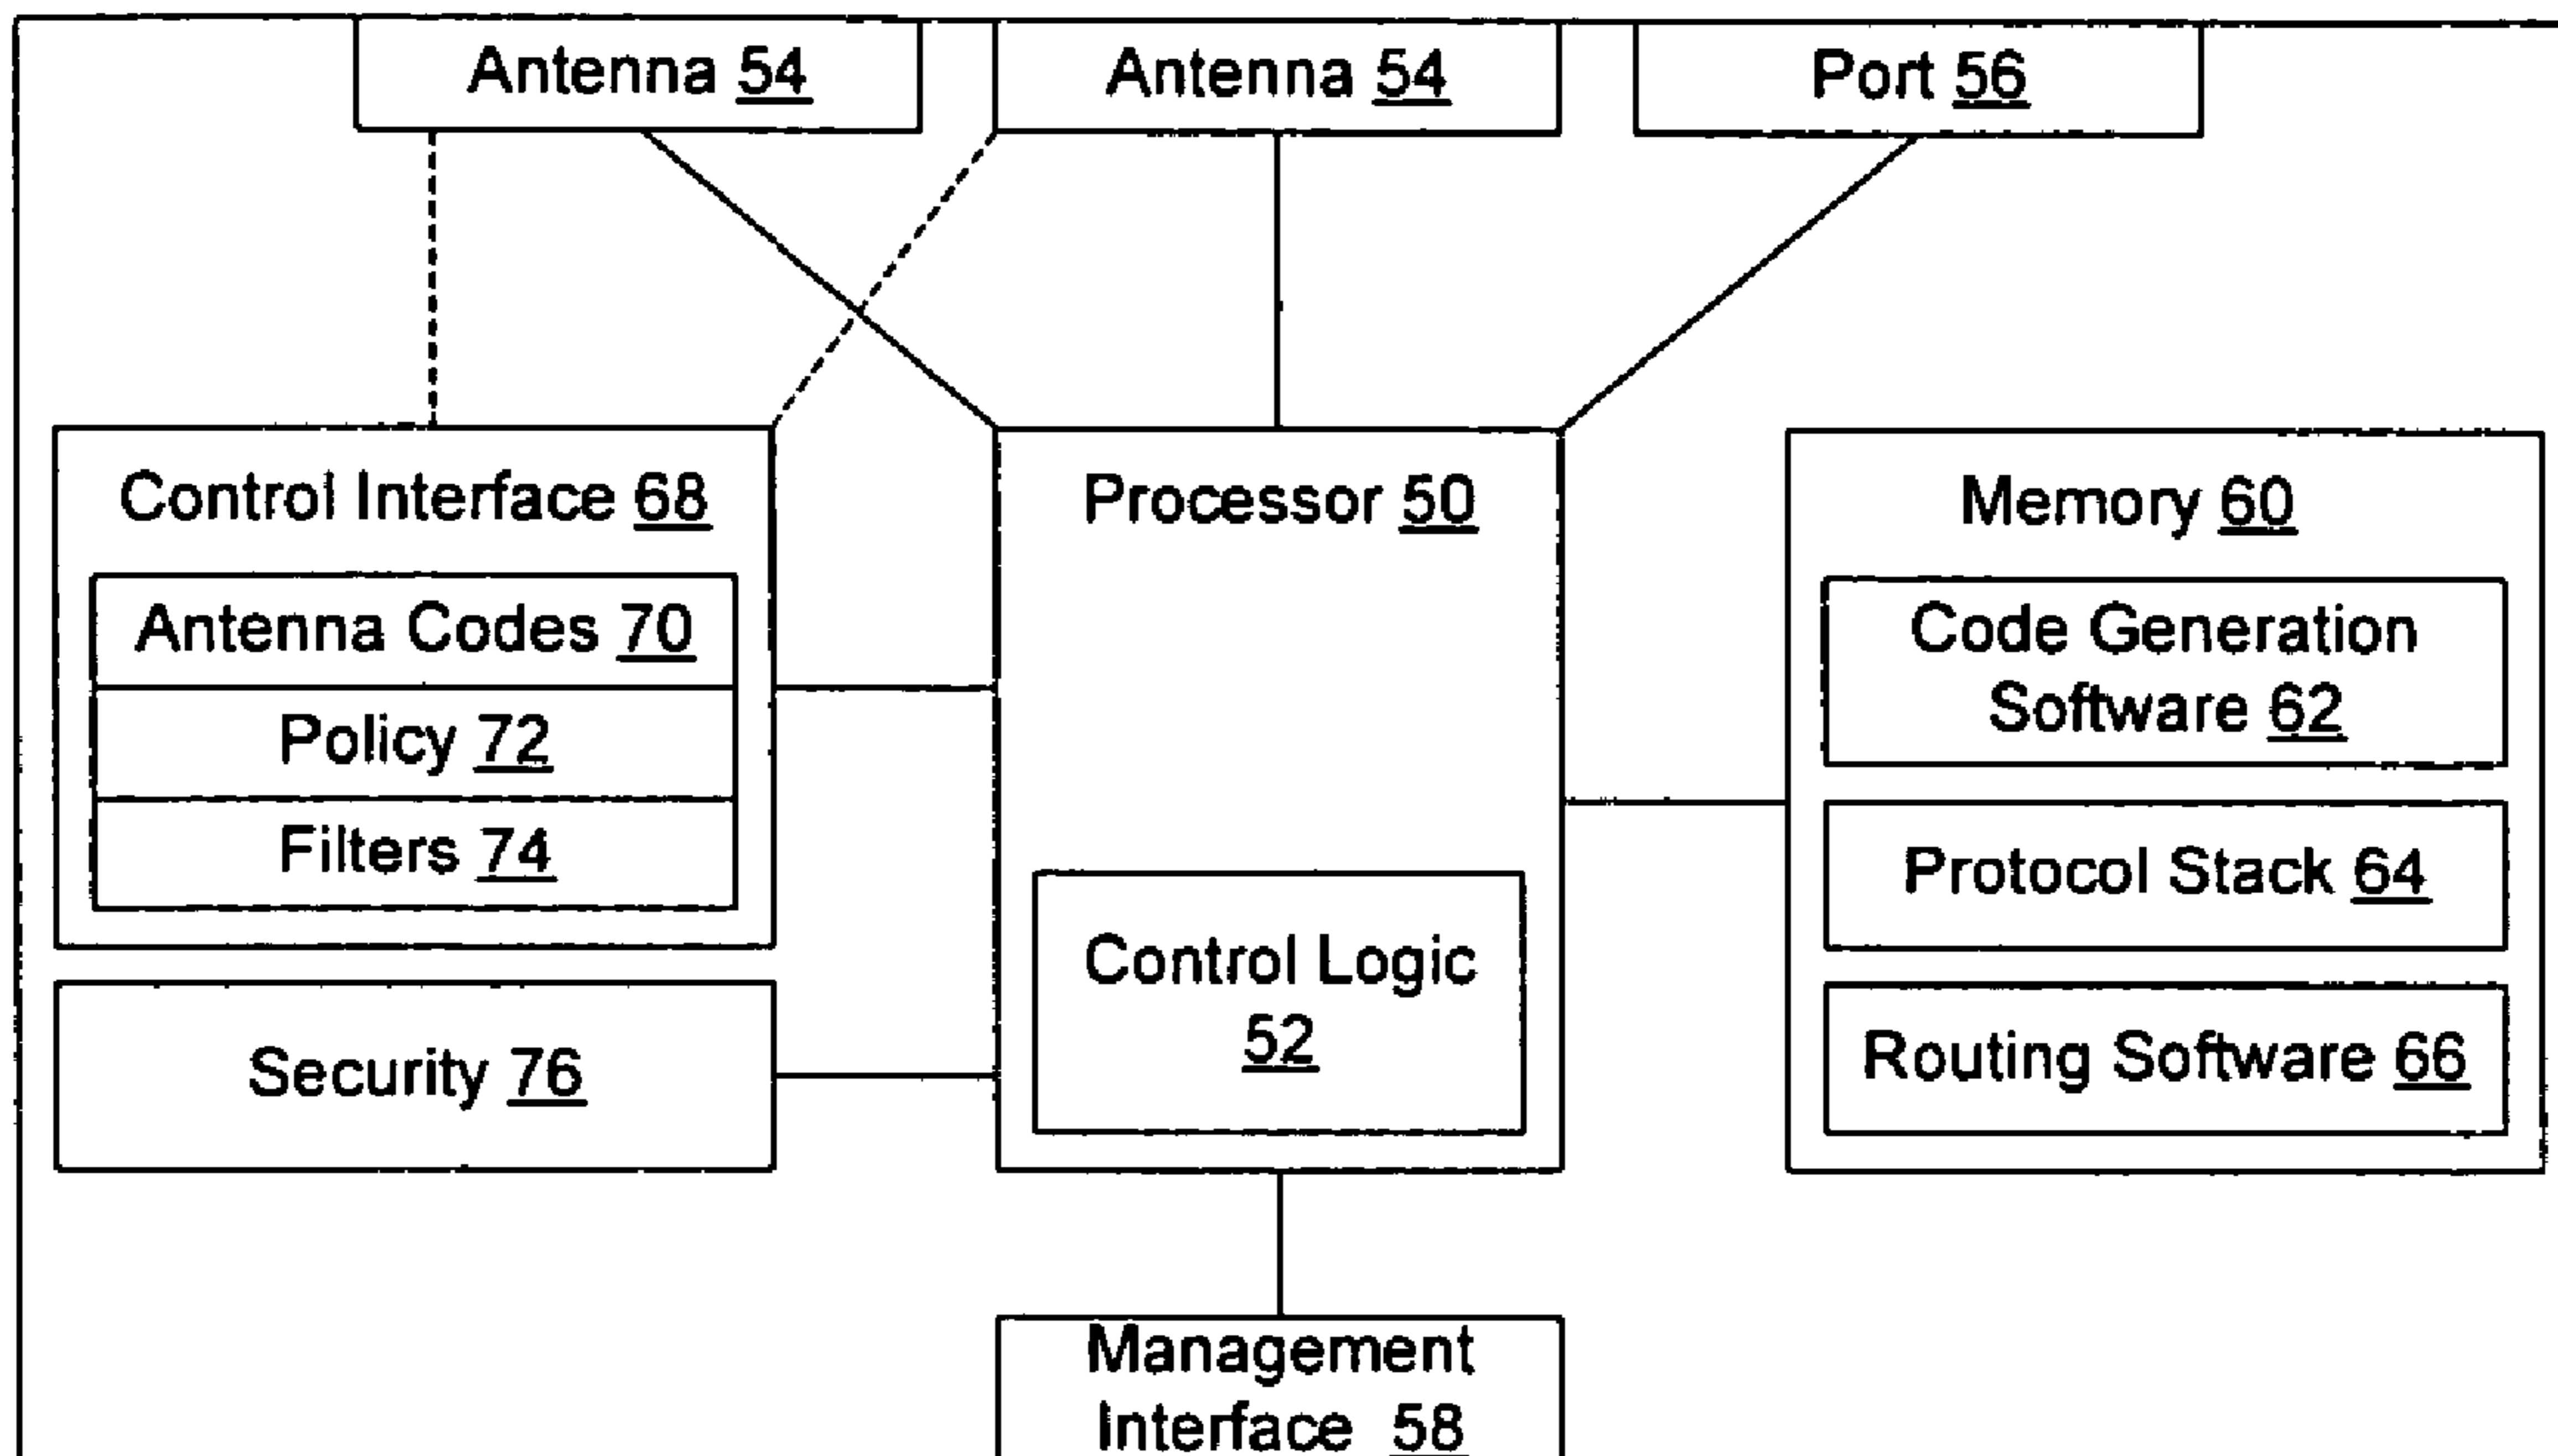 Antenna 54
Antenna 54
Port 56
Control Interface 68
Antenna Codes 70
Policy 72
Filters 74
Security 76
Processor 50
Control Logic
52
Memory 60
Code Generation
Software 62
Protocol Stack 64
Routing Software 66
Management
Interface 58